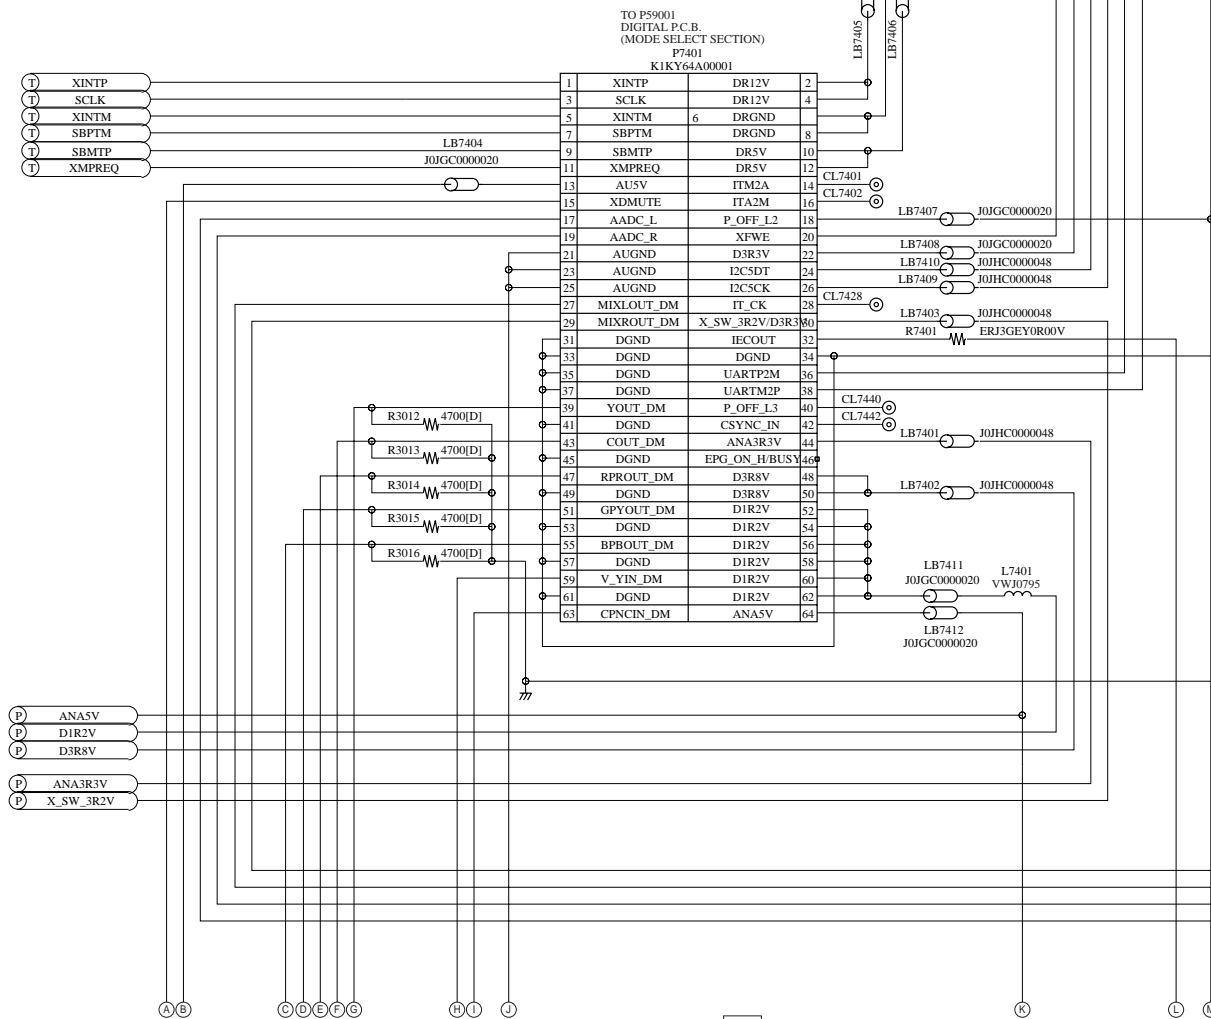 TO P59001
DIGITAL P.C.B.
(MODE SELECT SECTION)
P7401
K1KY64A00001
LB7405
LB7406
T XINTP
T SCLK
T XINTM
T SBPTM
T SBMTP
T XMPREQ
LB7404
J0JGC0000020
1 XINTP DR12V 2
3 SCLK DR12V 4
5 XINTM 6 DRGND
7 SBPTM DRGND 8
9 SBMTP DR5V 10
11 XMPREQ DR5V 12
13 AU5V ITM2A 14 CL7401
15 XDMUTE ITA2M 16 CL7402
17 AADC_L P_OFF_L2 18 LB7407 J0JGC0000020
19 AADC_R XFWE 20
21 AUGND D3R3V 22 LB7408 J0JGC0000020
23 AUGND I2C5DT 24 LB7410 J0JHC0000048
25 AUGND I2C5CK 26 LB7409 J0JHC0000048
27 MIXLOUT_DM IT_CK 28 CL7428
29 MIXROUT_DM X_SW_3R2V/D3R3V 30 LB7403 J0JHC0000048
31 DGND IECOUT 32 R7401 ERJ3GEY0R00V
33 DGND DGND 34
35 DGND UARTP2M 36
37 DGND UARTM2P 38
39 YOUT_DM P_OFF_L3 40 CL7440
R3012 4700[D] 41 DGND CSYNC_IN 42 CL7442
43 COUT_DM ANA3R3V 44 LB7401 J0JHC0000048
R3013 4700[D] 45 DGND EPG_ON_H/BUSY 46
47 RPROUT_DM D3R8V 48
R3014 4700[D] 49 DGND D3R8V 50 LB7402 J0JHC0000048
51 GPYOUT_DM D1R2V 52
R3015 4700[D] 53 DGND D1R2V 54
55 BPBOUT_DM D1R2V 56
R3016 4700[D] 57 DGND D1R2V 58
59 V_YIN_DM D1R2V 60
61 DGND D1R2V 62
63 CPNCIN_DM ANA5V 64
LB7411
J0JGC0000020
L7401
VWJ0795
LB7412
J0JGC0000020
P ANA5V
P D1R2V
P D3R8V
P ANA3R3V
P X_SW_3R2V
A B C D E F G H I J K L M